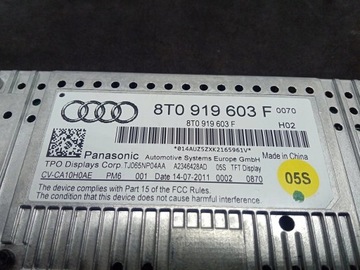 8T0 919 603 F 0070
8T0 919 603 F H02
*014AUZ5ZXK2165961V*
Panasonic Automotive Systems Europe GmbH Made in China
TPO Displays Corp. TJ065NP04AA A2346428AD 05S TFT Display
CV-CA10H0AE PM6 001 Date 14-07-2011 0002 0870
05S
The device complies with Part 15 of the FCC Rules.
The condition that this device does not cause harmful interference.